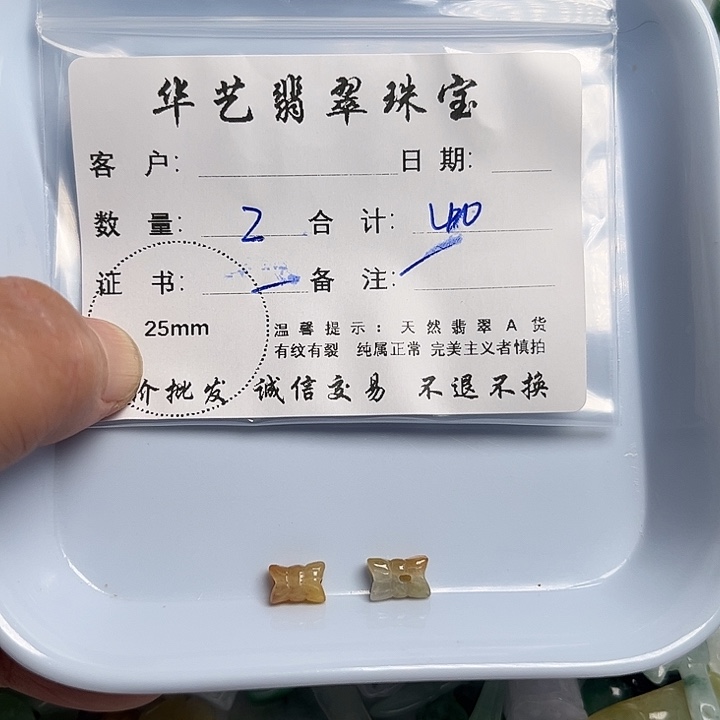 华艺翡翠珠宝
客 户: 日 期:
数 量: 2 合 计: 400
证 书: 备 注:
25mm
温馨提示: 天然翡翠A货
有纹有裂 纯属正常 完美主义者慎拍
价批发 诚信交易 不退不换